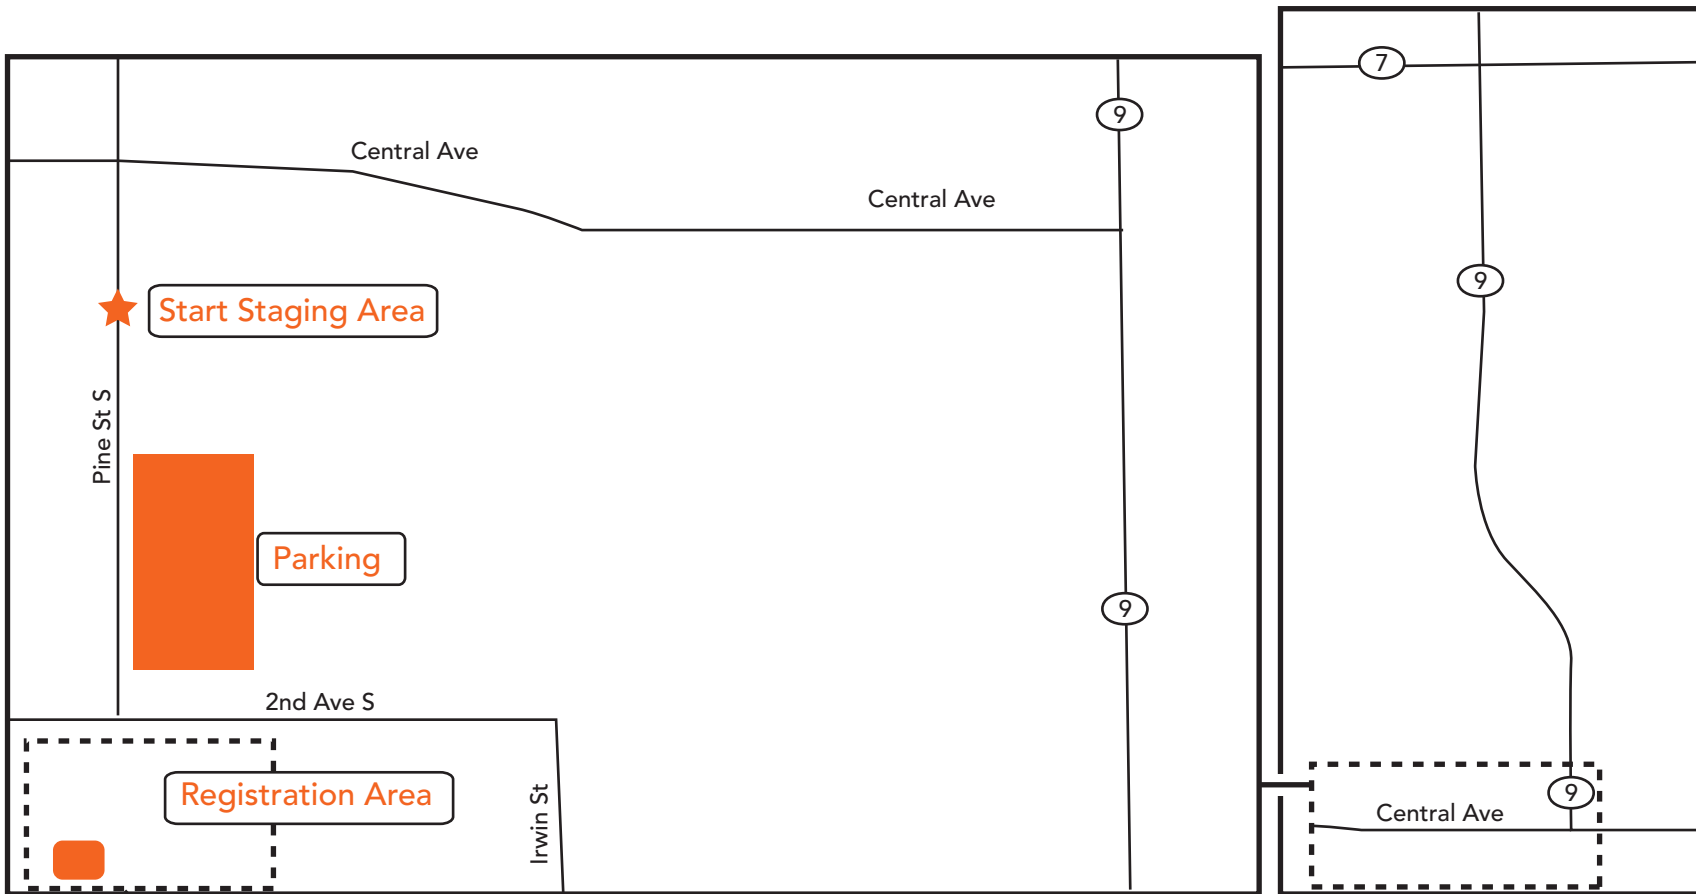 7
9
Central Ave
Central Ave
9
Start Staging Area
Pine St S
Parking
9
2nd Ave S
Registration Area
Irwin St
9
Central Ave